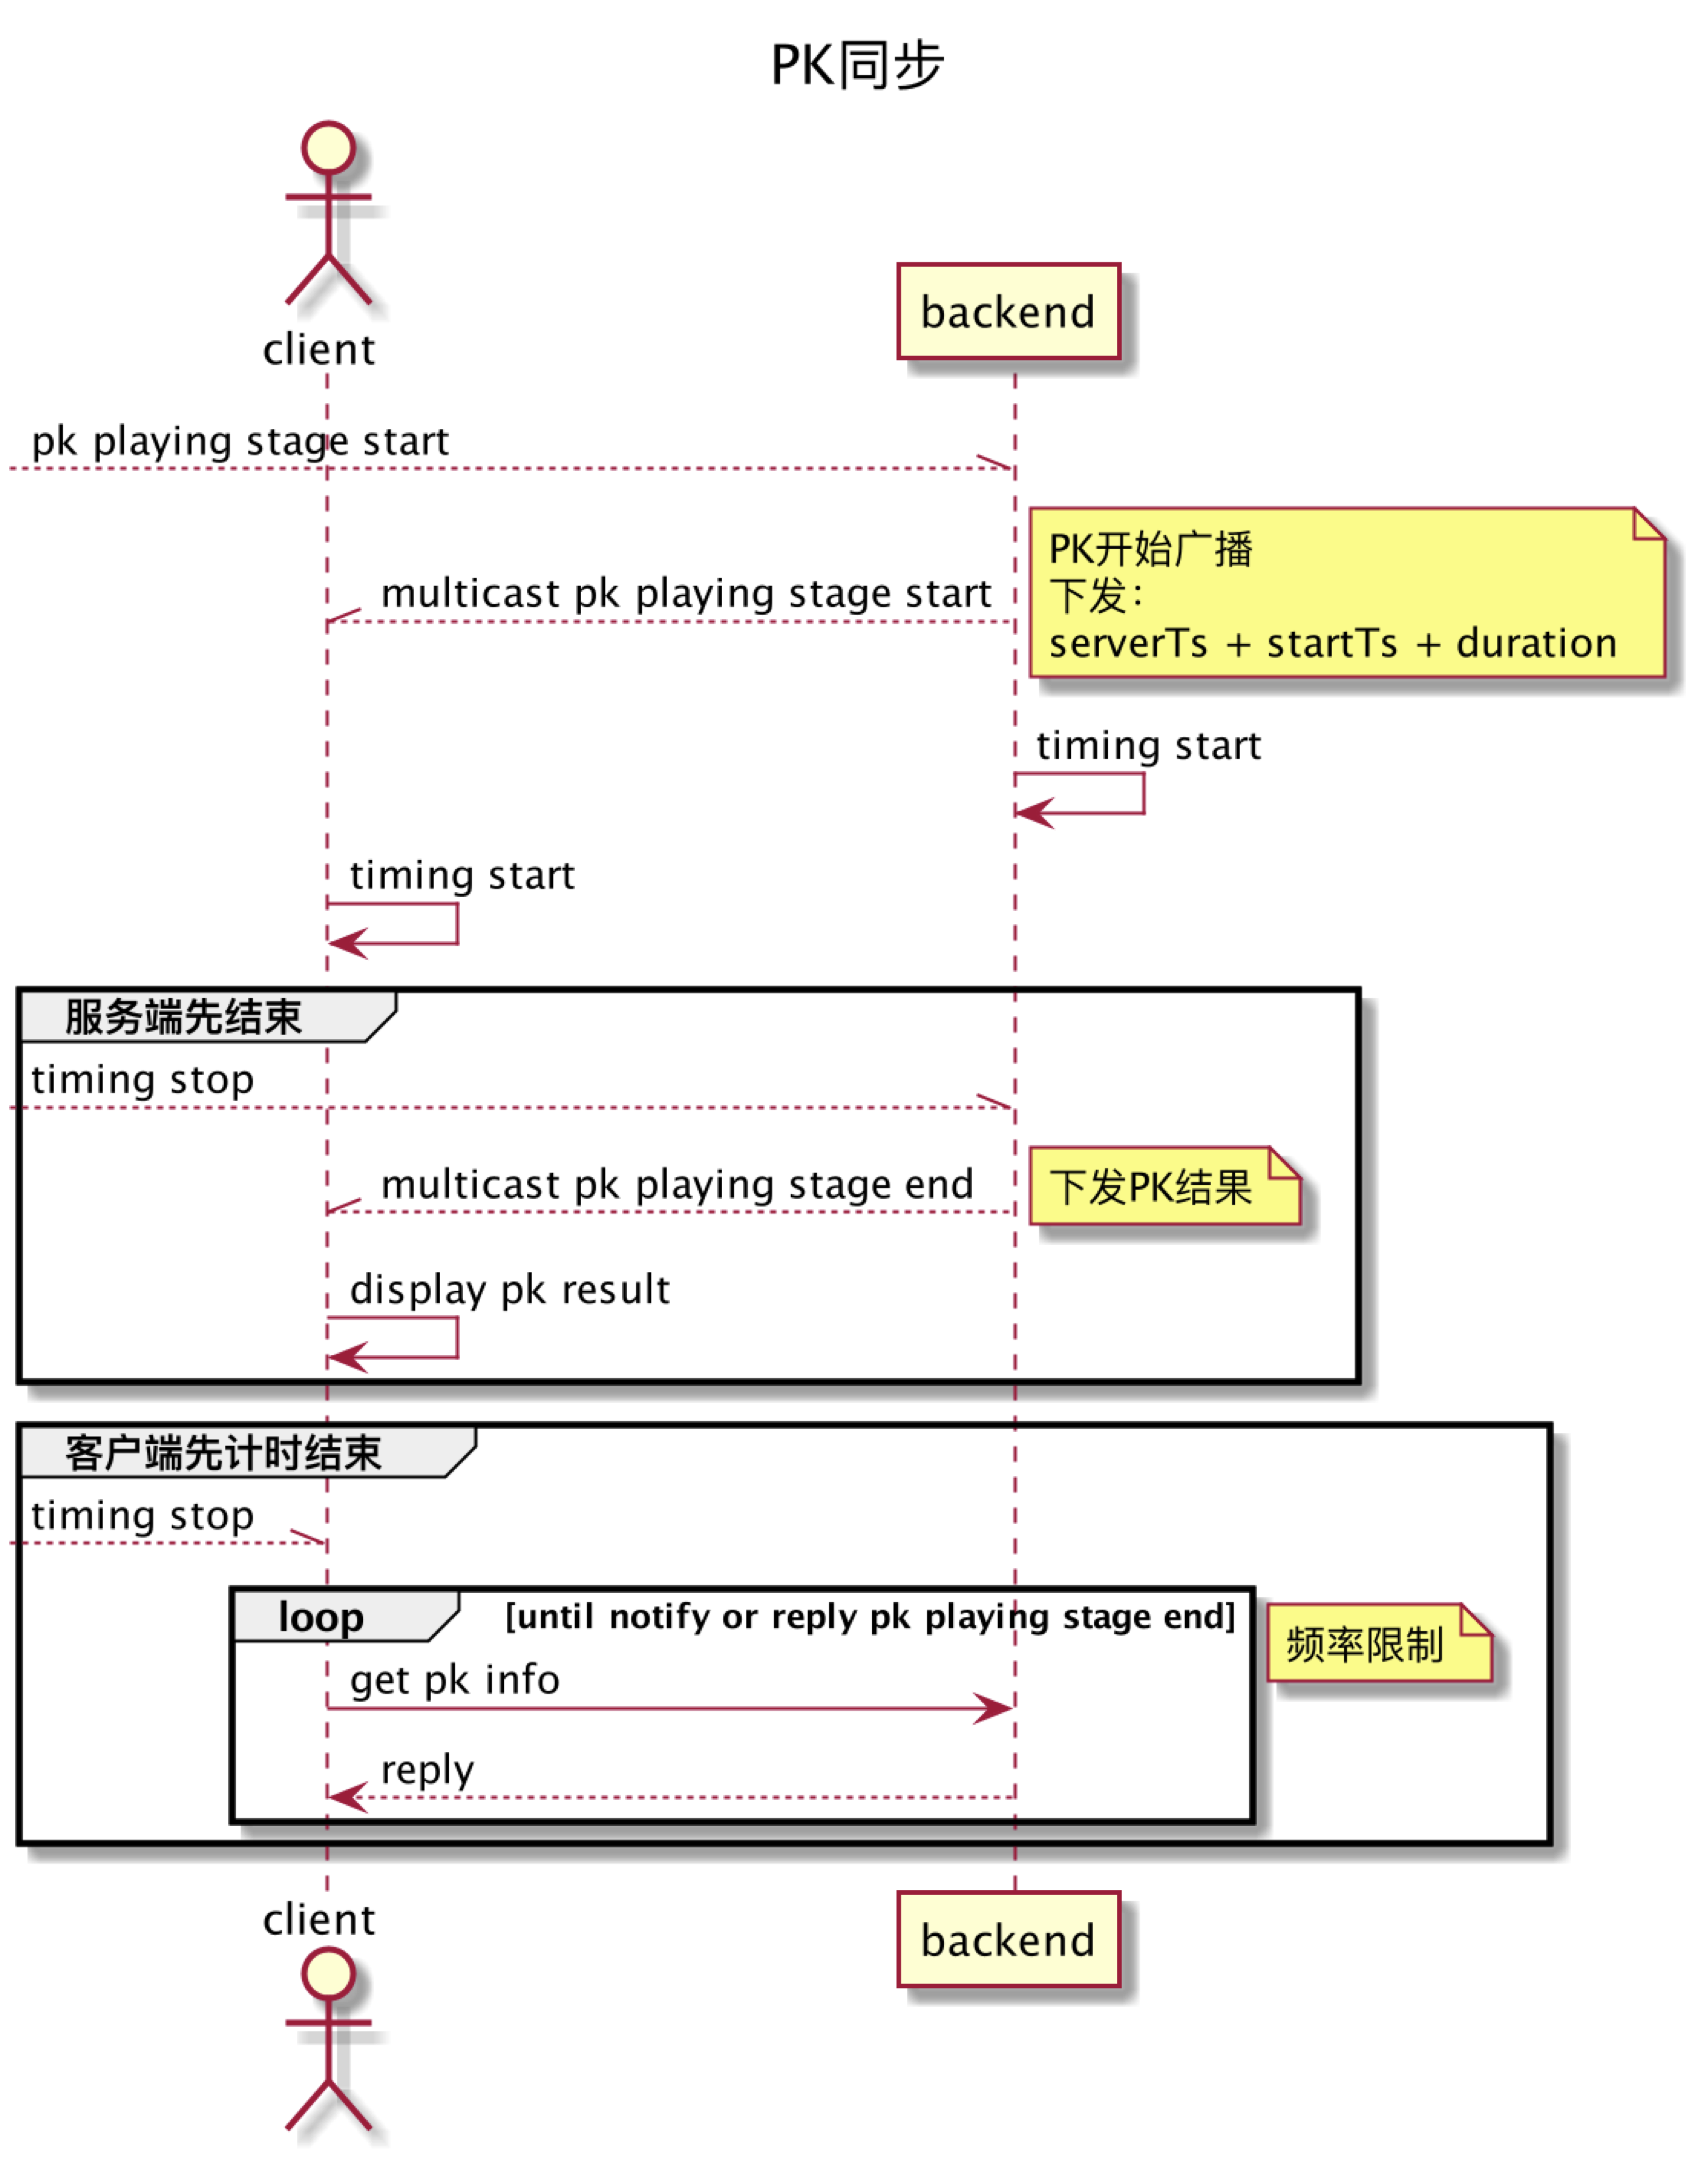 PK同步
client
backend
pk playing stage start
PK开始广播
下发：
serverTs + startTs + duration
multicast pk playing stage start
timing start
timing start
服务端先结束
timing stop
multicast pk playing stage end
下发PK结果
display pk result
客户端先计时结束
timing stop
loop
[until notify or reply pk playing stage end]
频率限制
get pk info
reply
client
backend